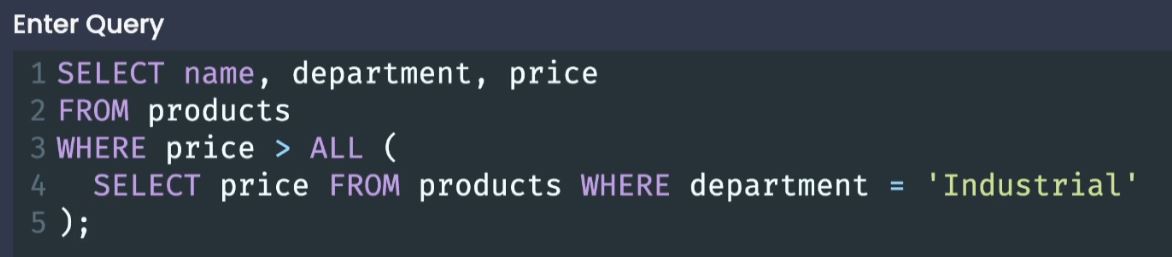 Enter Query
1 SELECT name, department, price
2 FROM products
3 WHERE price > ALL (
4   SELECT price FROM products WHERE department = 'Industrial'
5 );